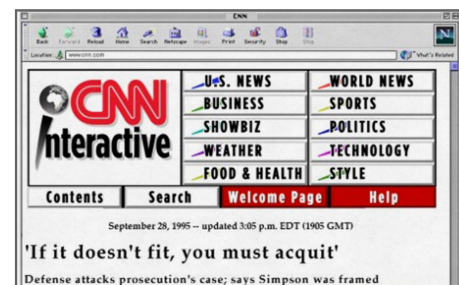 CNN
Back Forward Reload Home Search Netscape Images Print Security Shop Stop
Location: www.cnn.com What's Related
CNN
Interactive
U.S. NEWS WORLD NEWS
BUSINESS SPORTS
SHOWBIZ POLITICS
WEATHER TECHNOLOGY
FOOD & HEALTH STYLE
Contents Search Welcome Page Help
September 28, 1995 -- updated 3:05 p.m. EDT (1905 GMT)
'If it doesn't fit, you must acquit'
Defense attacks prosecution's case; says Simpson was framed